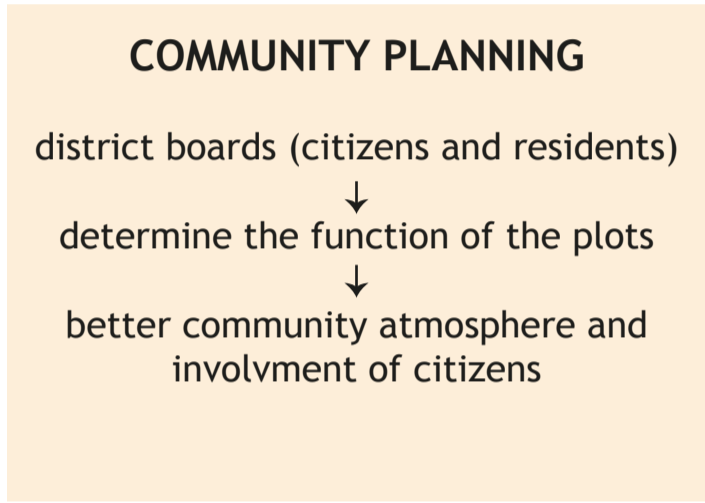 COMMUNITY PLANNING
district boards (citizens and residents)
↓
determine the function of the plots
↓
better community atmosphere and
involvment of citizens